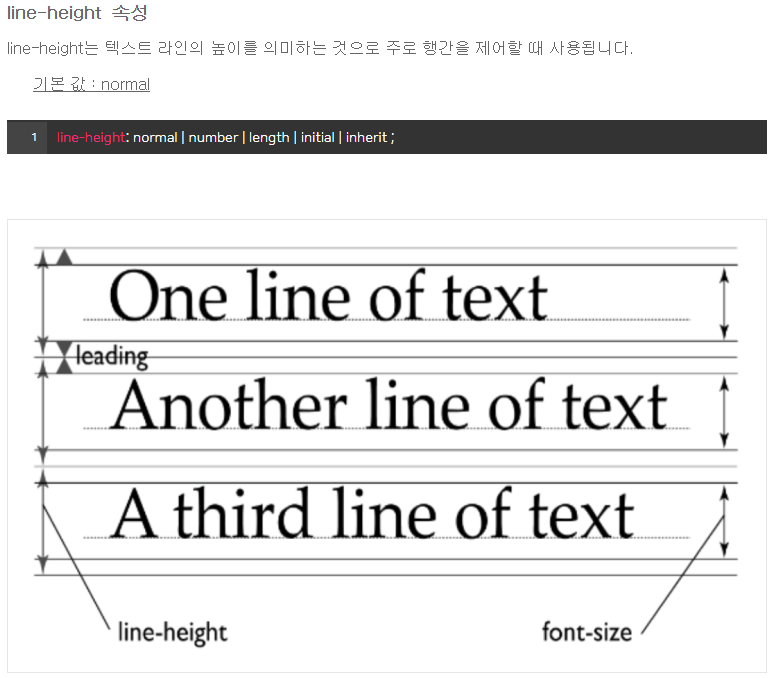 line-height 속성
line-height는 텍스트 라인의 높이를 의미하는 것으로 주로 행간을 제어할 때 사용됩니다.
기본 값 : normal
1 line-height: normal | number | length | initial | inherit ;
One line of text
leading
Another line of text
A third line of text
line-height font-size